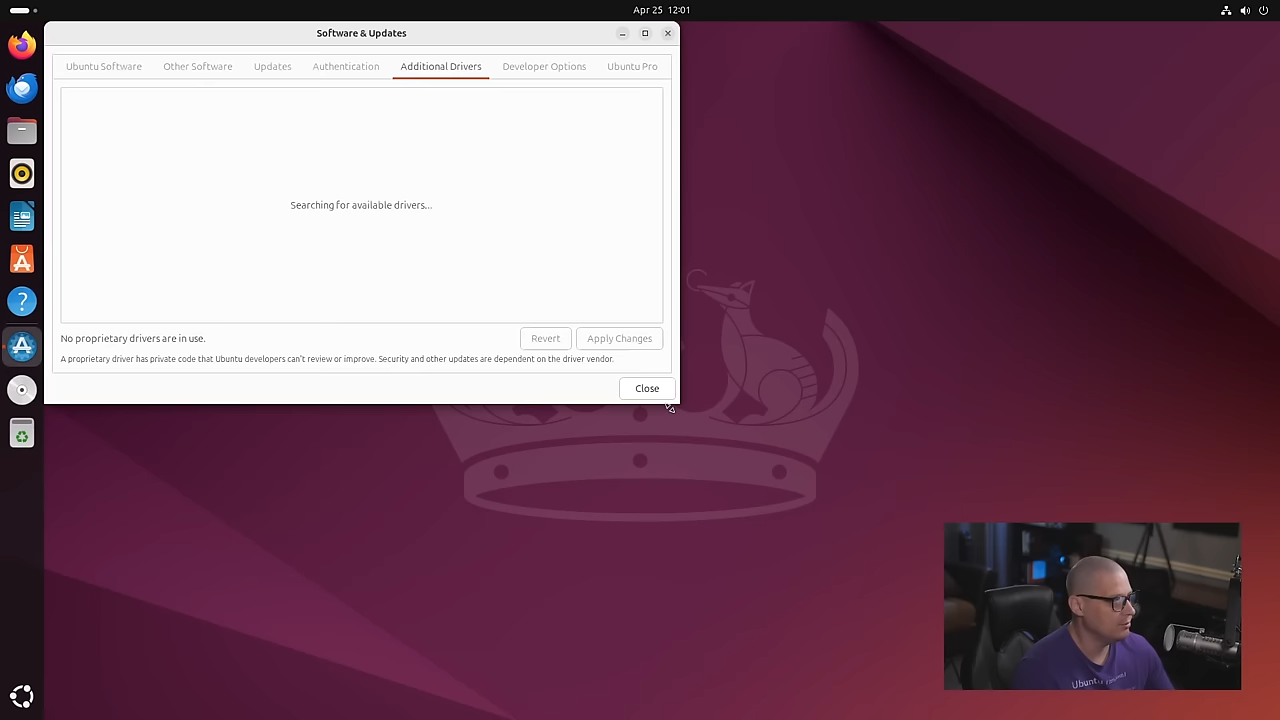 Apr 25 12:01
Software & Updates
Ubuntu Software Other Software Updates Authentication Additional Drivers Developer Options Ubuntu Pro
Searching for available drivers...
No proprietary drivers are in use.
Revert Apply Changes
A proprietary driver has private code that Ubuntu developers can't review or improve. Security and other updates are dependent on the driver vendor.
Close
Ubuntu